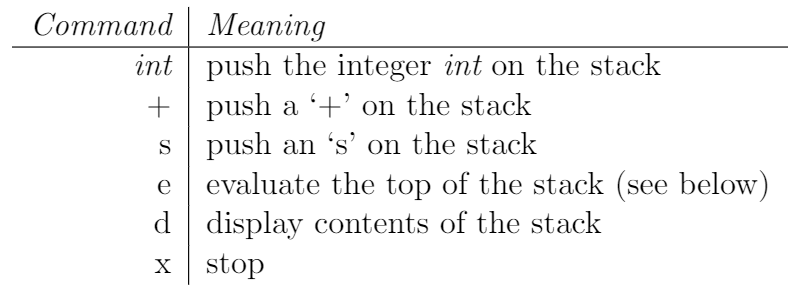 Command Meaning
int push the integer int on the stack
+ push a ‘+’ on the stack
s push an ‘s’ on the stack
e evaluate the top of the stack (see below)
d display contents of the stack
x stop